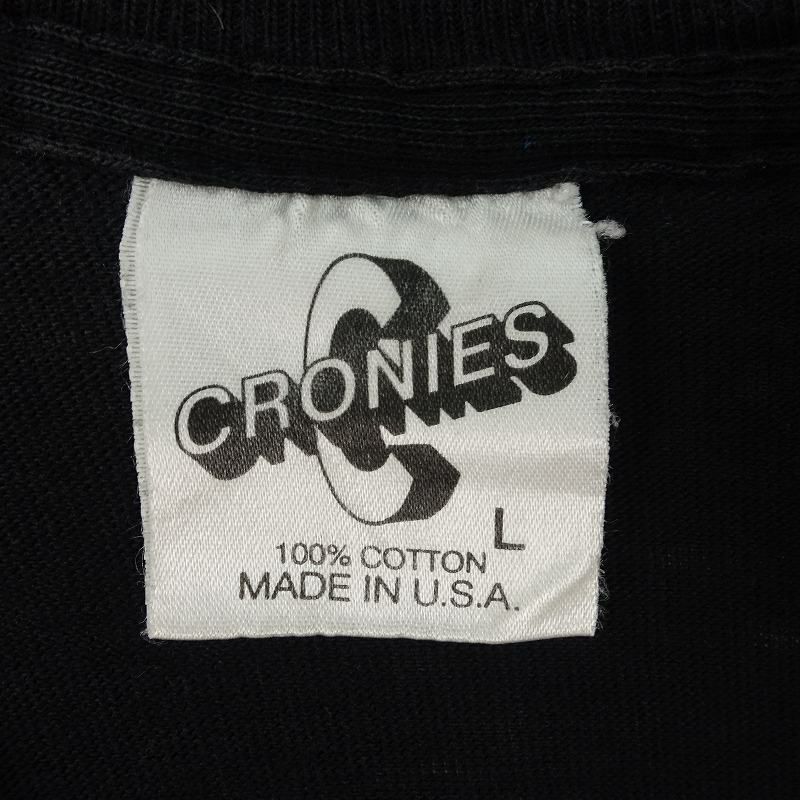 C
CRONIES
L
100% COTTON
MADE IN U.S.A.